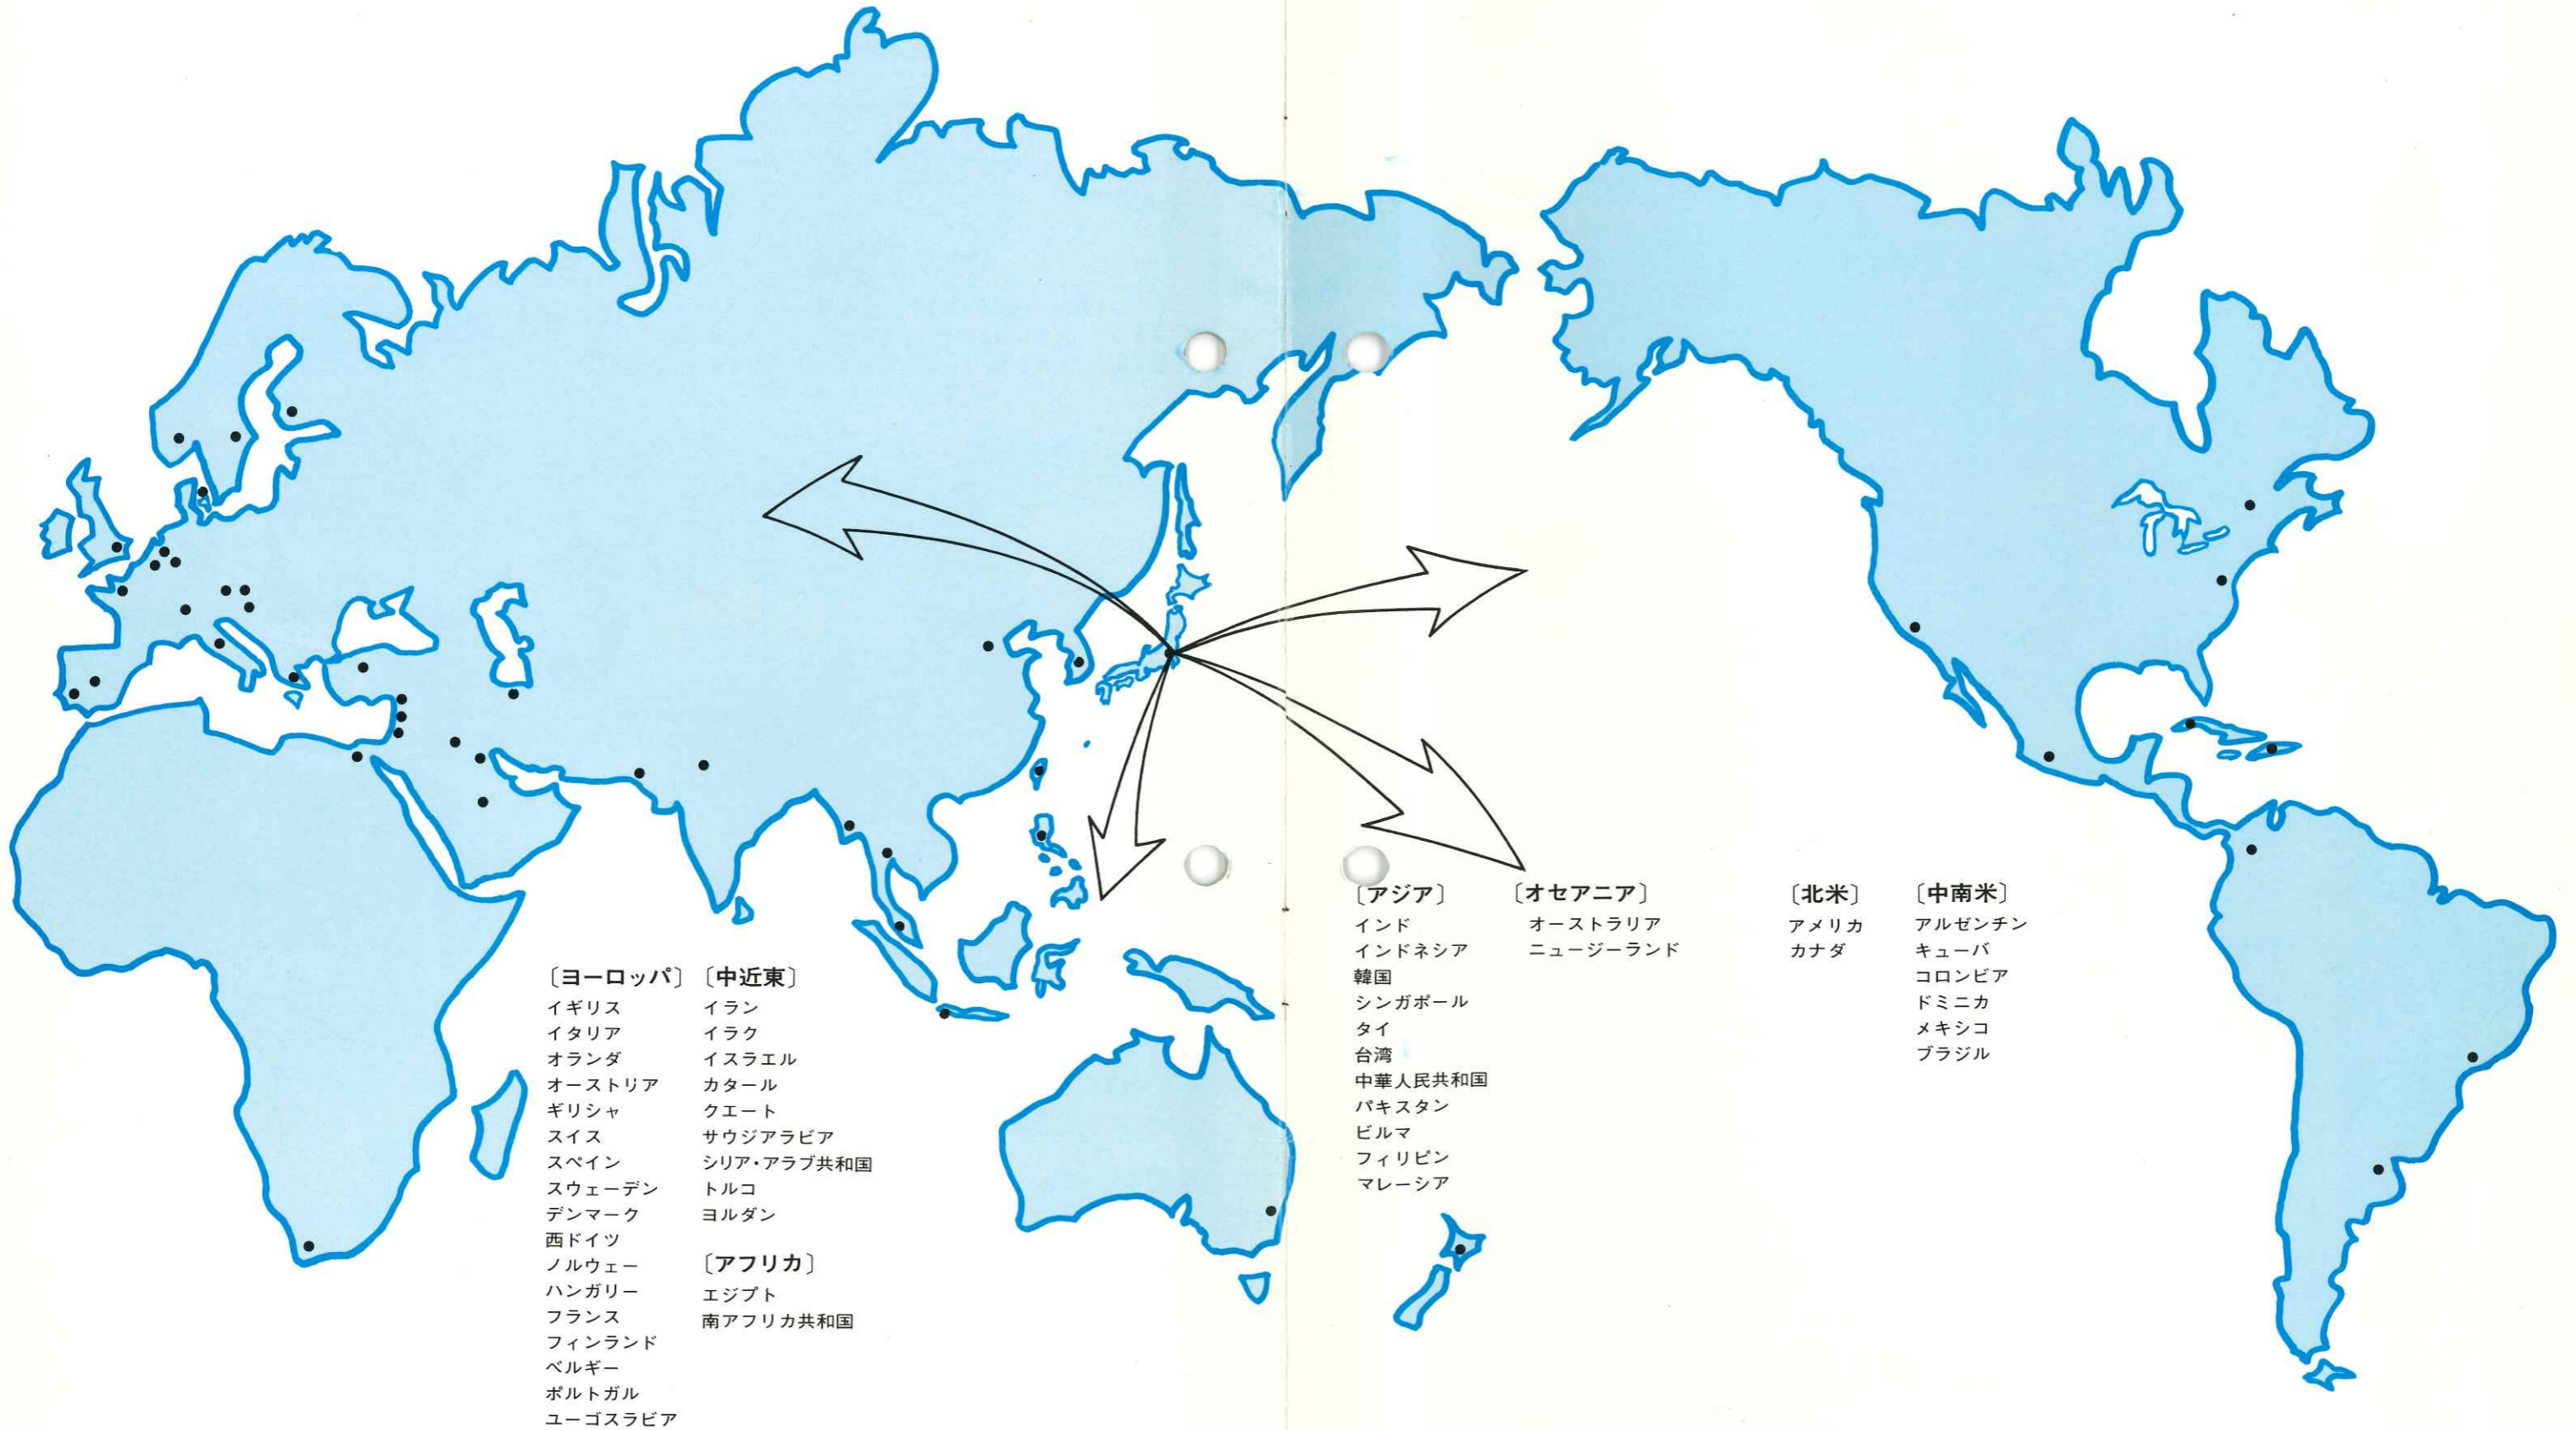 〔ヨーロッパ〕
イギリス
イタリア
オランダ
オーストリア
ギリシャ
スイス
スペイン
スウェーデン
デンマーク
西ドイツ
ノルウェー
ハンガリー
フランス
フィンランド
ベルギー
ポルトガル
ユーゴスラビア
〔中近東〕
イラン
イラク
イスラエル
カタール
クエート
サウジアラビア
シリア・アラブ共和国
トルコ
ヨルダン
〔アフリカ〕
エジプト
南アフリカ共和国
〔アジア〕
インド
インドネシア
韓国
シンガポール
タイ
台湾
中華人民共和国
パキスタン
ビルマ
フィリピン
マレーシア
〔オセアニア〕
オーストラリア
ニュージーランド
〔北米〕
アメリカ
カナダ
〔中南米〕
アルゼンチン
キューバ
コロンビア
ドミニカ
メキシコ
ブラジル